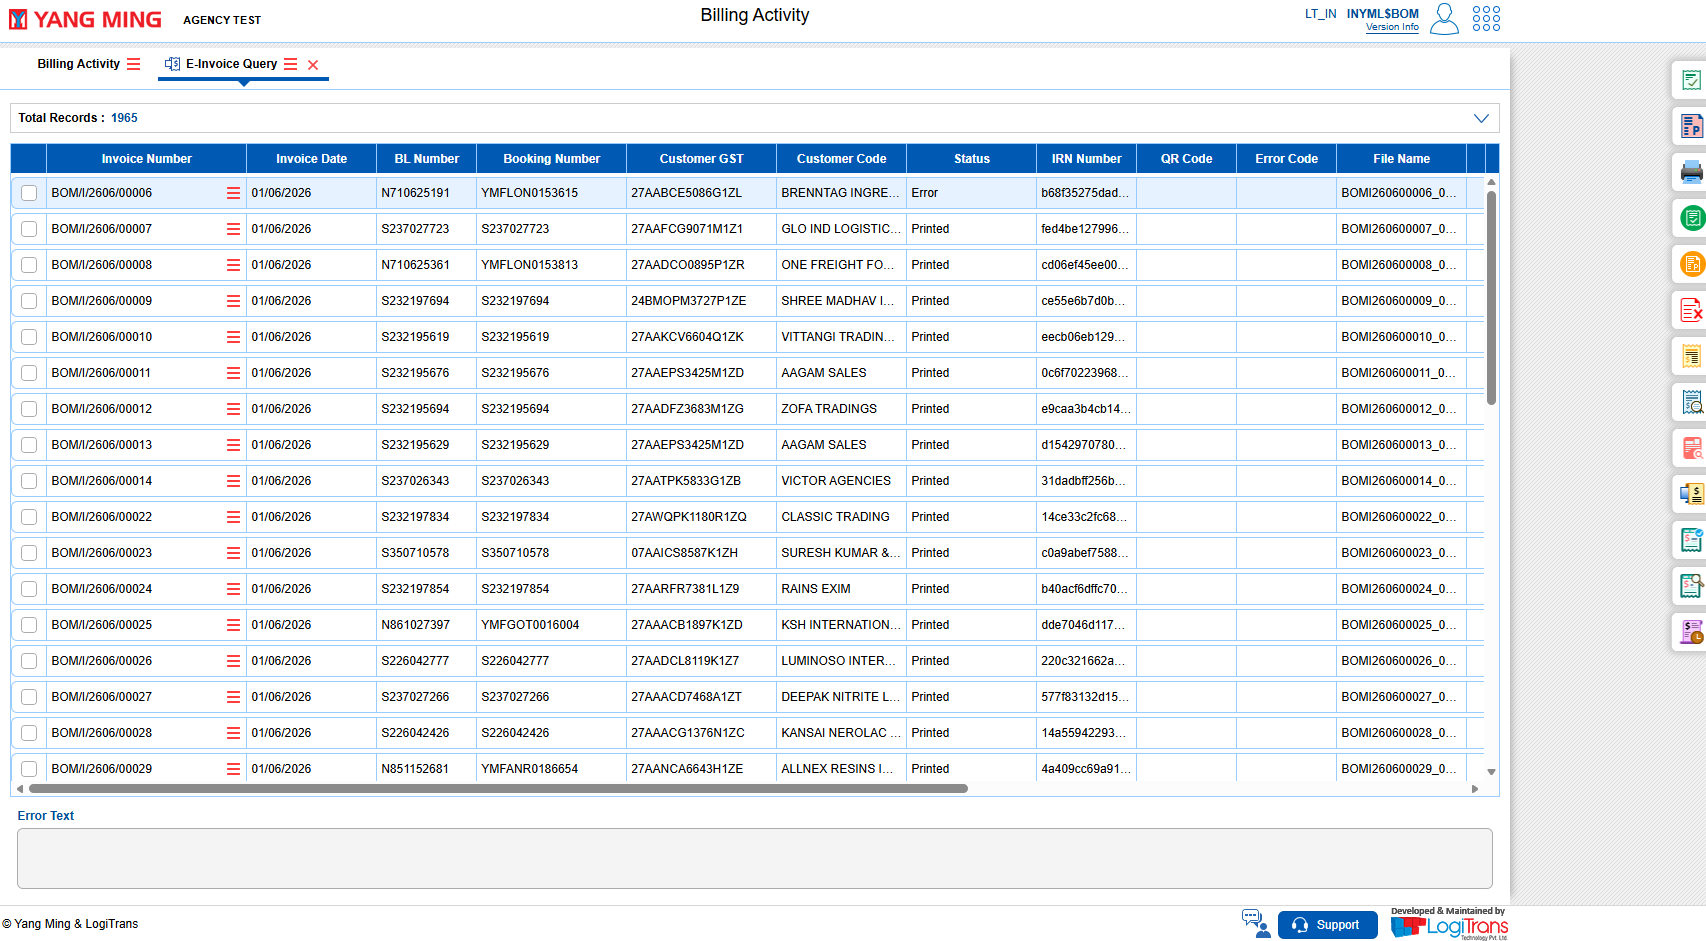 YANG MING AGENCY TEST Billing Activity LT_IN INYML$BOM
Version Info
Billing Activity E-Invoice Query
Total Records : 1965
Invoice Number Invoice Date BL Number Booking Number Customer GST Customer Code Status IRN Number QR Code Error Code File Name
BOM/I/2606/00006 01/06/2026 N710625191 YMFLON0153615 27AABCE5086G1ZL BRENNTAG INGRE... Error b68f35275dad... BOMI260600006_0...
BOM/I/2606/00007 01/06/2026 S237027723 S237027723 27AAFCG9071M1Z1 GLO IND LOGISTIC... Printed fed4be127996... BOMI260600007_0...
BOM/I/2606/00008 01/06/2026 N710625361 YMFLON0153813 27AADCO0895P1ZR ONE FREIGHT FO... Printed cd06ef45ee00... BOMI260600008_0...
BOM/I/2606/00009 01/06/2026 S232197694 S232197694 24BMOPM3727P1ZE SHREE MADHAV I... Printed ce55e6b7d0b... BOMI260600009_0...
BOM/I/2606/00010 01/06/2026 S232195619 S232195619 27AAKCV6604Q1ZK VITTANGI TRADIN... Printed eecb06eb129... BOMI260600010_0...
BOM/I/2606/00011 01/06/2026 S232195676 S232195676 27AAEPS3425M1ZD AAGAM SALES Printed 0c6f70223968... BOMI260600011_0...
BOM/I/2606/00012 01/06/2026 S232195694 S232195694 27AADFZ3683M1ZG ZOFA TRADINGS Printed e9caa3b4cb14... BOMI260600012_0...
BOM/I/2606/00013 01/06/2026 S232195629 S232195629 27AAEPS3425M1ZD AAGAM SALES Printed d1542970780... BOMI260600013_0...
BOM/I/2606/00014 01/06/2026 S237026343 S237026343 27AATPK5833G1ZB VICTOR AGENCIES Printed 31dadbff256b... BOMI260600014_0...
BOM/I/2606/00022 01/06/2026 S232197834 S232197834 27AWQPK1180R1ZQ CLASSIC TRADING Printed 14ce33c2fc68... BOMI260600022_0...
BOM/I/2606/00023 01/06/2026 S350710578 S350710578 07AAICS8587K1ZH SURESH KUMAR &... Printed c0a9abef7588... BOMI260600023_0...
BOM/I/2606/00024 01/06/2026 S232197854 S232197854 27AARFR7381L1Z9 RAINS EXIM Printed b40acf6dffc70... BOMI260600024_0...
BOM/I/2606/00025 01/06/2026 N861027397 YMFGOT0016004 27AAACB1897K1ZD KSH INTERNATION... Printed dde7046d117... BOMI260600025_0...
BOM/I/2606/00026 01/06/2026 S226042777 S226042777 27AADCL8119K1Z7 LUMINOSO INTER... Printed 220c321662a... BOMI260600026_0...
BOM/I/2606/00027 01/06/2026 S237027266 S237027266 27AAACD7468A1ZT DEEPAK NITRITE L... Printed 577f83132d15... BOMI260600027_0...
BOM/I/2606/00028 01/06/2026 S226042426 S226042426 27AAACG1376N1ZC KANSAI NEROLAC ... Printed 14a55942293... BOMI260600028_0...
BOM/I/2606/00029 01/06/2026 N851152681 YMFANR0186654 27AANCA6643H1ZE ALLNEX RESINS I... Printed 4a409cc69a91... BOMI260600029_0...
Error Text
© Yang Ming & LogiTrans Support Developed & Maintained by
LogiTrans
Technology Pvt. Ltd.